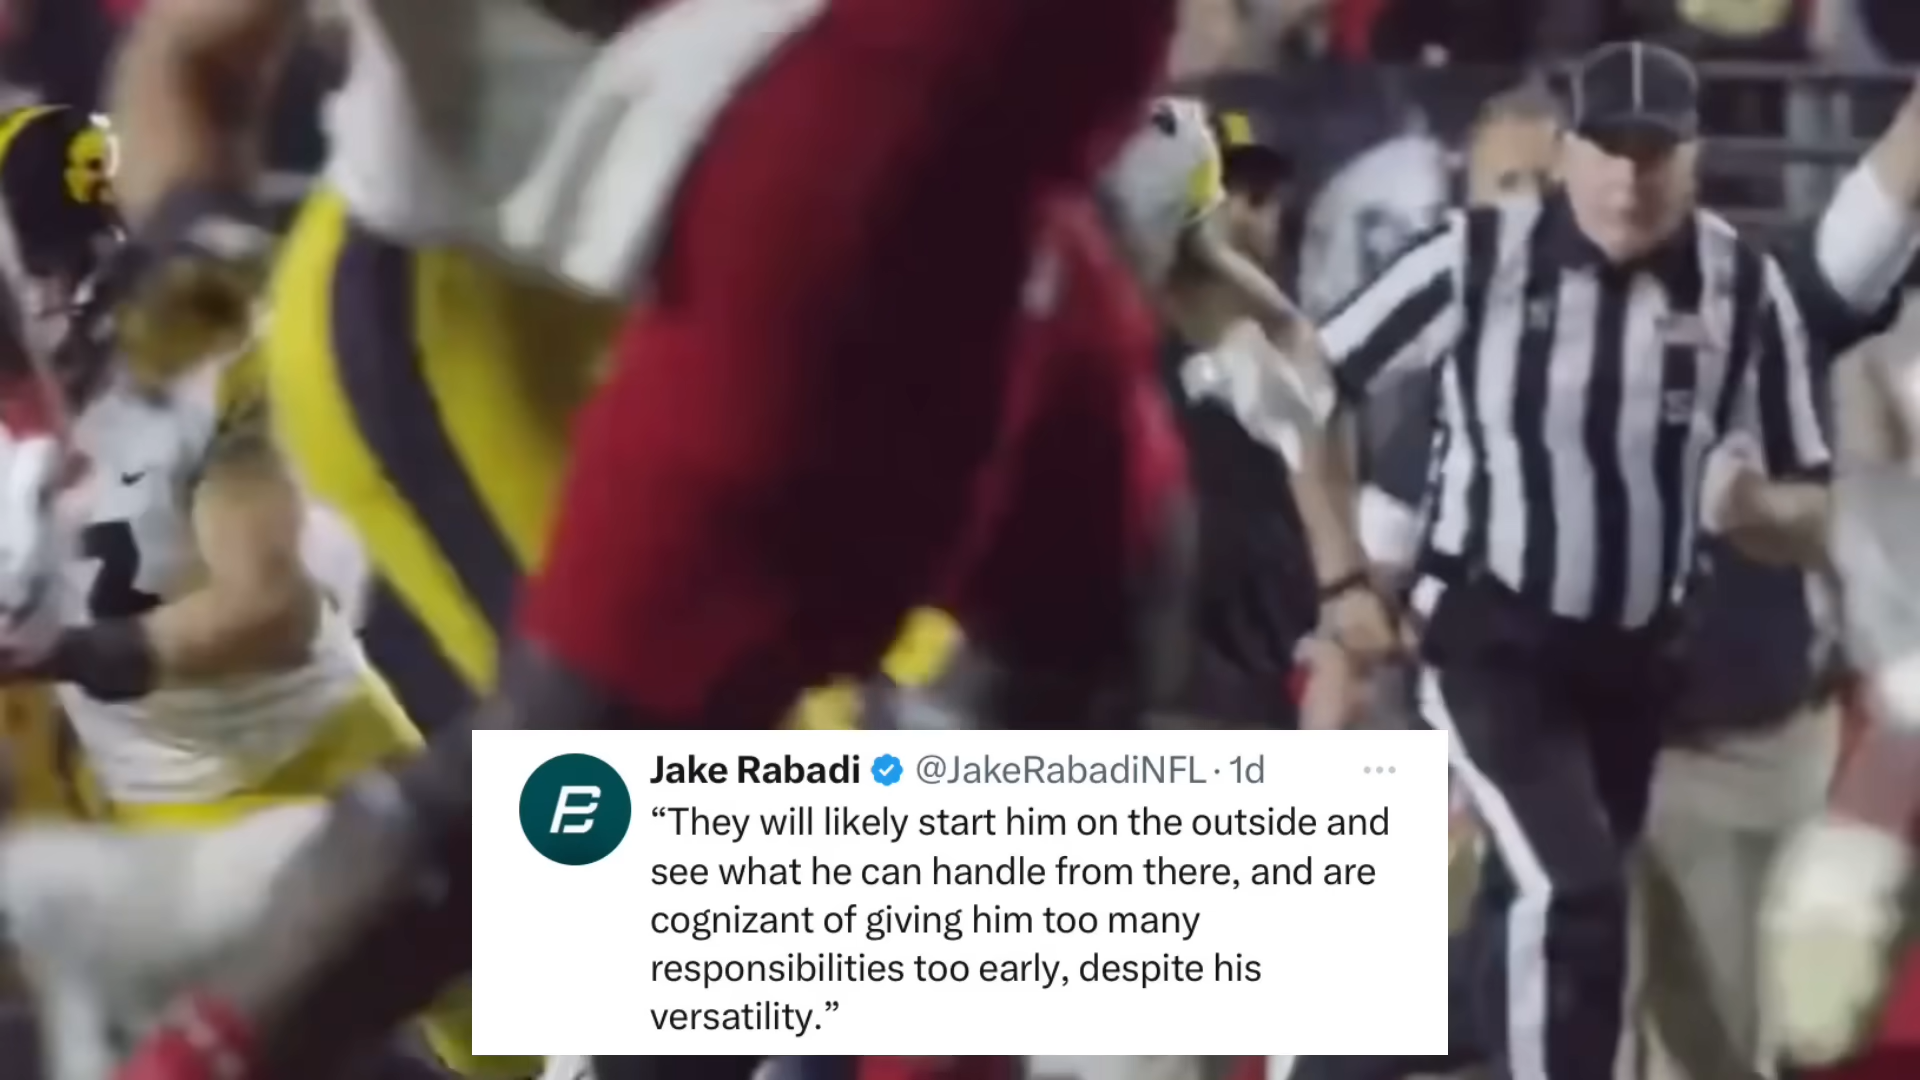 Jake Rabadi @JakeRabadiNFL · 1d
“They will likely start him on the outside and
see what he can handle from there, and are
cognizant of giving him too many
responsibilities too early, despite his
versatility.”